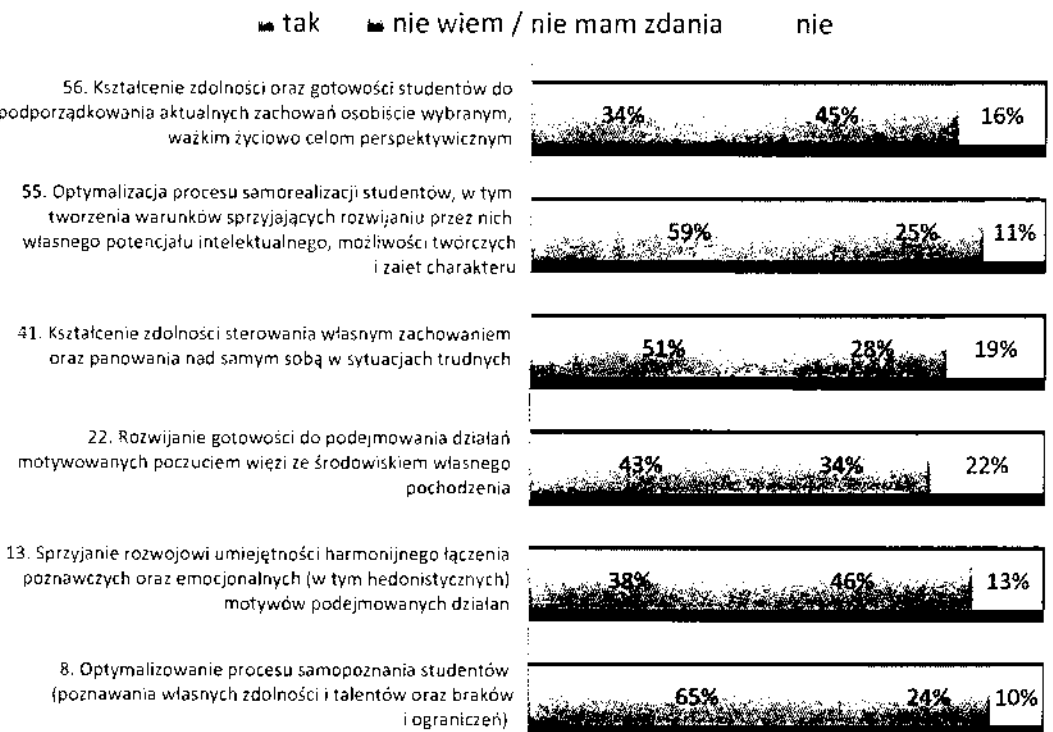 tak nie wiem / nie mam zdania nie
56. Kształcenie zdolności oraz gotowości studentów do
podporządkowania aktualnych zachowań osobiście wybranym,
ważkim życiowo celom perspektywicznym
34% 45% 16%
55. Optymalizacja procesu samorealizacji studentów, w tym
tworzenia warunków sprzyjających rozwijaniu przez nich
własnego potencjału intelektualnego, możliwości twórczych
i zalet charakteru
59% 25% 11%
41. Kształcenie zdolności sterowania własnym zachowaniem
oraz panowania nad samym sobą w sytuacjach trudnych
51% 28% 19%
22. Rozwijanie gotowości do podejmowania działań
motywowanych poczuciem więzi ze środowiskiem własnego
pochodzenia
43% 34% 22%
13. Sprzyjanie rozwojowi umiejętności harmonijnego łączenia
poznawczych oraz emocjonalnych (w tym hedonistycznych)
motywów podejmowanych działan
38% 46% 13%
8. Optymalizowanie procesu samopoznania studentów
(poznawania własnych zdolności i talentów oraz braków
i ograniczeń)
65% 24% 10%